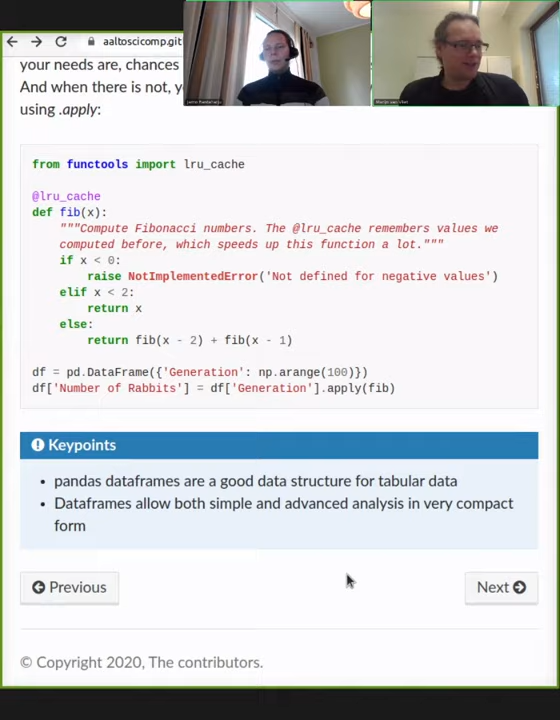 aaltoscicomp.git
your needs are, chances
And when there is not, y
using .apply:
from functools import lru_cache
@lru_cache
def fib(x):
"""Compute Fibonacci numbers. The @lru_cache remembers values we
computed before, which speeds up this function a lot."""
if x < 0:
raise NotImplementedError('Not defined for negative values')
elif x < 2:
return x
else:
return fib(x - 2) + fib(x - 1)
df = pd.DataFrame({'Generation': np.arange(100)})
df['Number of Rabbits'] = df['Generation'].apply(fib)
Keypoints
• pandas dataframes are a good data structure for tabular data
• Dataframes allow both simple and advanced analysis in very compact
form
Previous
Next
© Copyright 2020, The contributors.